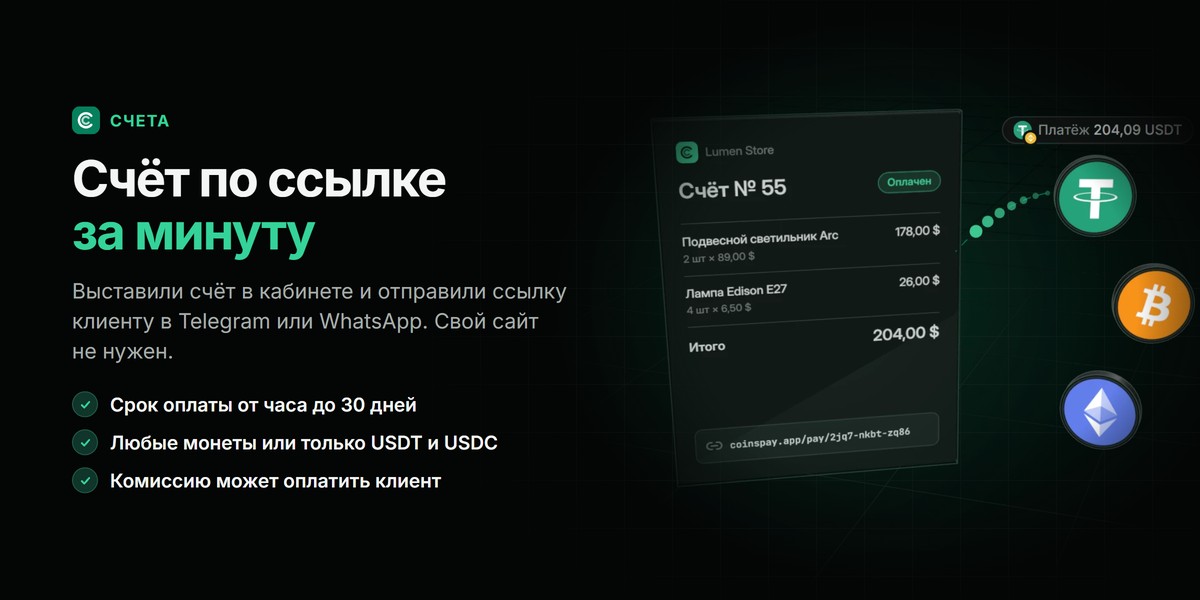 СЧЕТА
Счёт по ссылке
за минуту
Выставили счёт в кабинете и отправили ссылку
клиенту в Telegram или WhatsApp. Свой сайт
не нужен.
Срок оплаты от часа до 30 дней
Любые монеты или только USDT и USDC
Комиссию может оплатить клиент
Lumen Store
Счёт № 55
Оплачен
Подвесной светильник Arc 178,00 $
2 шт × 89,00 $
Лампа Edison E27 26,00 $
4 шт × 6,50 $
Итого 204,00 $
coinspay.app/pay/2jq7-nkbt-zq86
Платёж 204,09 USDT